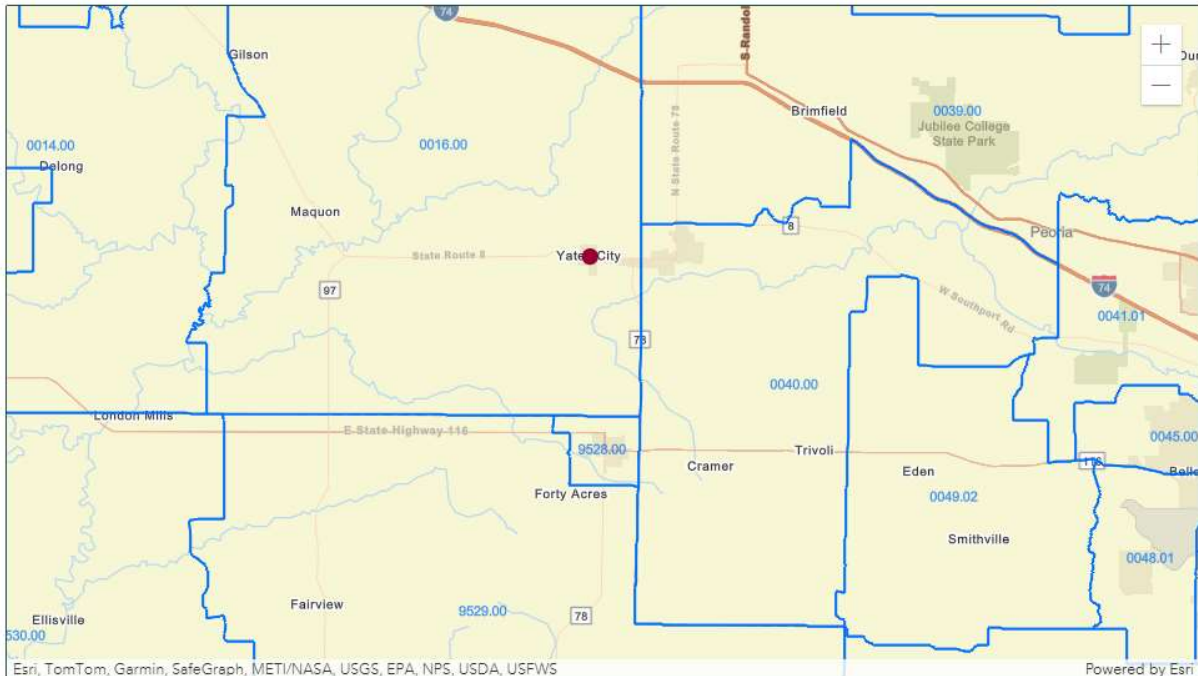 74
Gilson
S Randol
Dur
Brimfield
0039.00
Jubilee College
State Park
0014.00
0016.00
N State Route 78
Delong
Maquon
8
Peoria
Yates City
State Route 8
97
74
W Southport Rd
0041.01
78
0040.00
London Mills
E State Highway 116
9528.00
0045.00
Trivoli
Cramer
Eden
116
Bello
Forty Acres
0049.02
Smithville
0048.01
Fairview
9529.00
78
Ellisville
530.00
Esri, TomTom, Garmin, SafeGraph, METI/NASA, USGS, EPA, NPS, USDA, USFWS
Powered by Esri